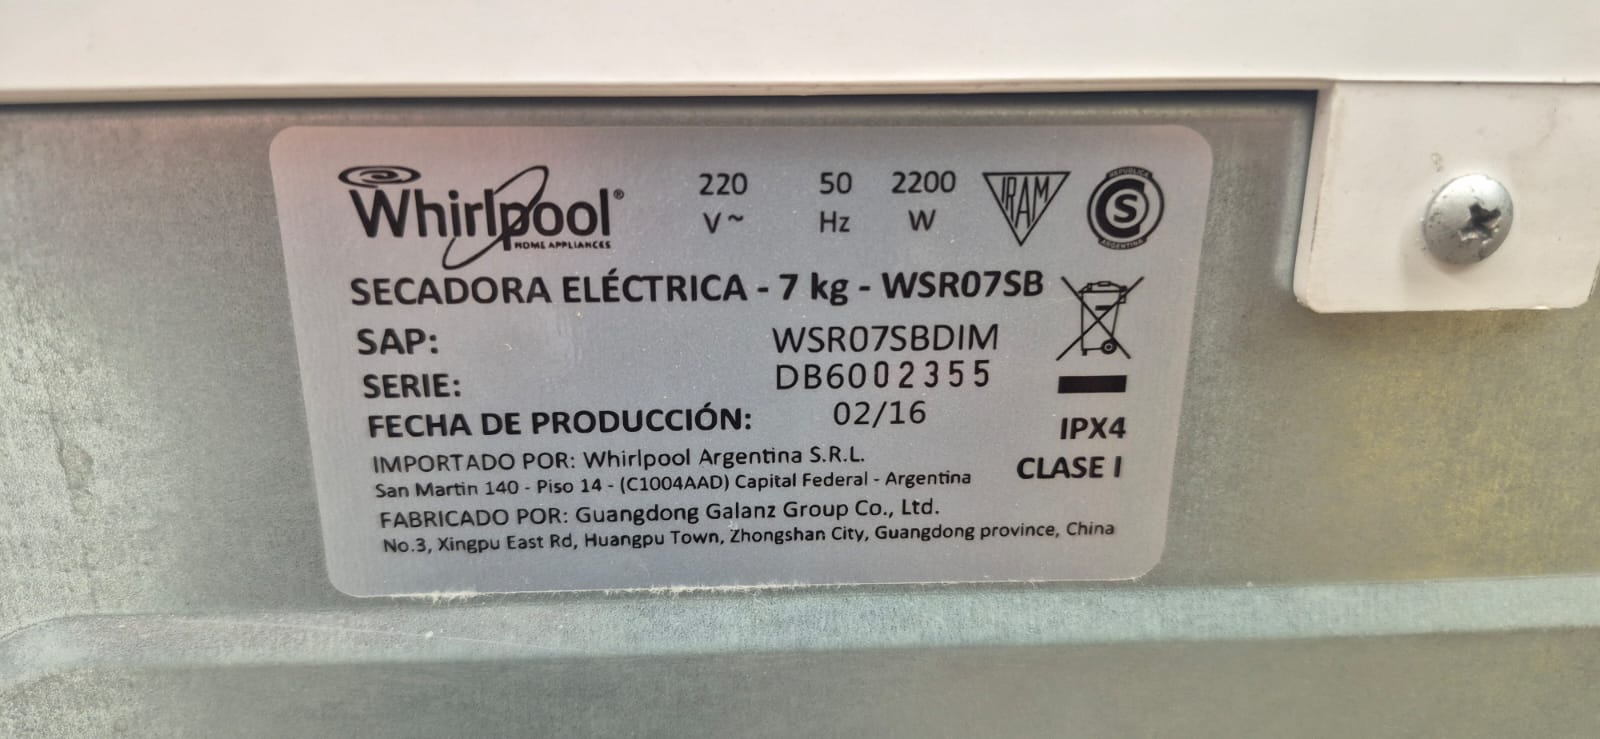 Whirlpool®
HOME APPLIANCES
220 50 2200
V~ Hz W
IRAM
REPUBLICA
S
ARGENTINA
SECADORA ELÉCTRICA - 7 kg - WSR07SB
SAP: WSR07SBDIM
SERIE: DB6002355
FECHA DE PRODUCCIÓN: 02/16
IPX4
IMPORTADO POR: Whirlpool Argentina S.R.L.
CLASE I
San Martin 140 - Piso 14 - (C1004AAD) Capital Federal - Argentina
FABRICADO POR: Guangdong Galanz Group Co., Ltd.
No.3, Xingpu East Rd, Huangpu Town, Zhongshan City, Guangdong province, China